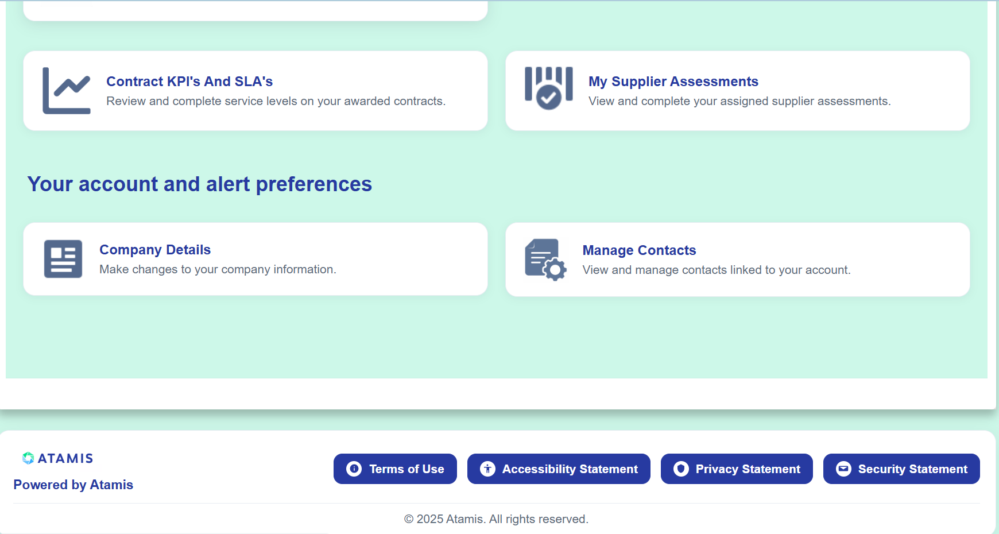 Contract KPI's And SLA's
Review and complete service levels on your awarded contracts.
My Supplier Assessments
View and complete your assigned supplier assessments.
Your account and alert preferences
Company Details
Make changes to your company information.
Manage Contacts
View and manage contacts linked to your account.
ATAMIS
Powered by Atamis
Terms of Use
Accessibility Statement
Privacy Statement
Security Statement
© 2025 Atamis. All rights reserved.